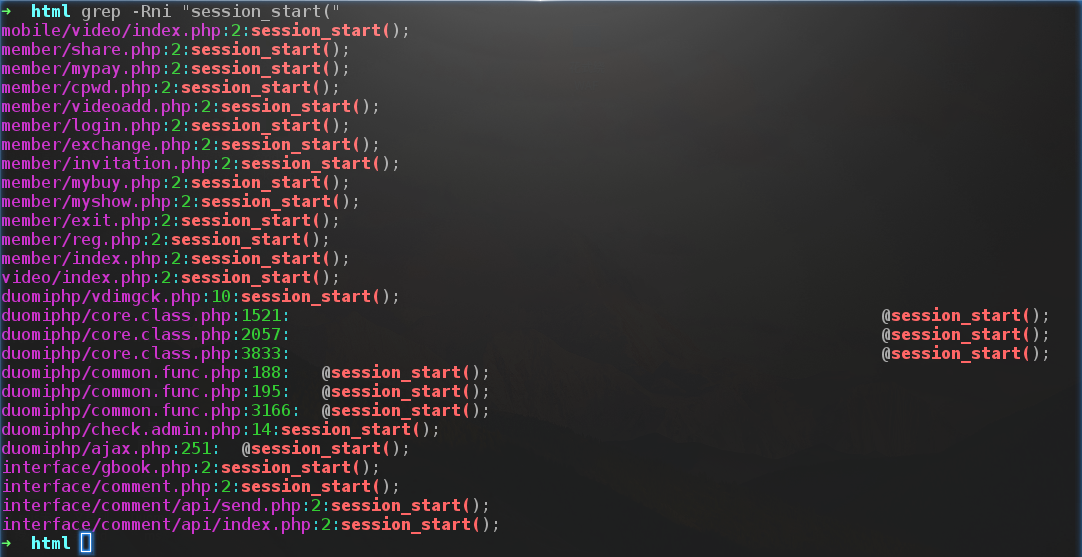 ➜  html grep -Rni "session_start("
mobile/video/index.php:2:session_start();
member/share.php:2:session_start();
member/mypay.php:2:session_start();
member/cpwd.php:2:session_start();
member/videoadd.php:2:session_start();
member/login.php:2:session_start();
member/exchange.php:2:session_start();
member/invitation.php:2:session_start();
member/mybuy.php:2:session_start();
member/myshow.php:2:session_start();
member/exit.php:2:session_start();
member/reg.php:2:session_start();
member/index.php:2:session_start();
video/index.php:2:session_start();
duomiphp/vdimgck.php:10:session_start();
duomiphp/core.class.php:1521:                                                           @session_start();
duomiphp/core.class.php:2057:                                                           @session_start();
duomiphp/core.class.php:3833:                                                           @session_start();
duomiphp/common.func.php:188:   @session_start();
duomiphp/common.func.php:195:   @session_start();
duomiphp/common.func.php:3166:  @session_start();
duomiphp/check.admin.php:14:session_start();
duomiphp/ajax.php:251:  @session_start();
interface/gbook.php:2:session_start();
interface/comment.php:2:session_start();
interface/comment/api/send.php:2:session_start();
interface/comment/api/index.php:2:session_start();
➜  html